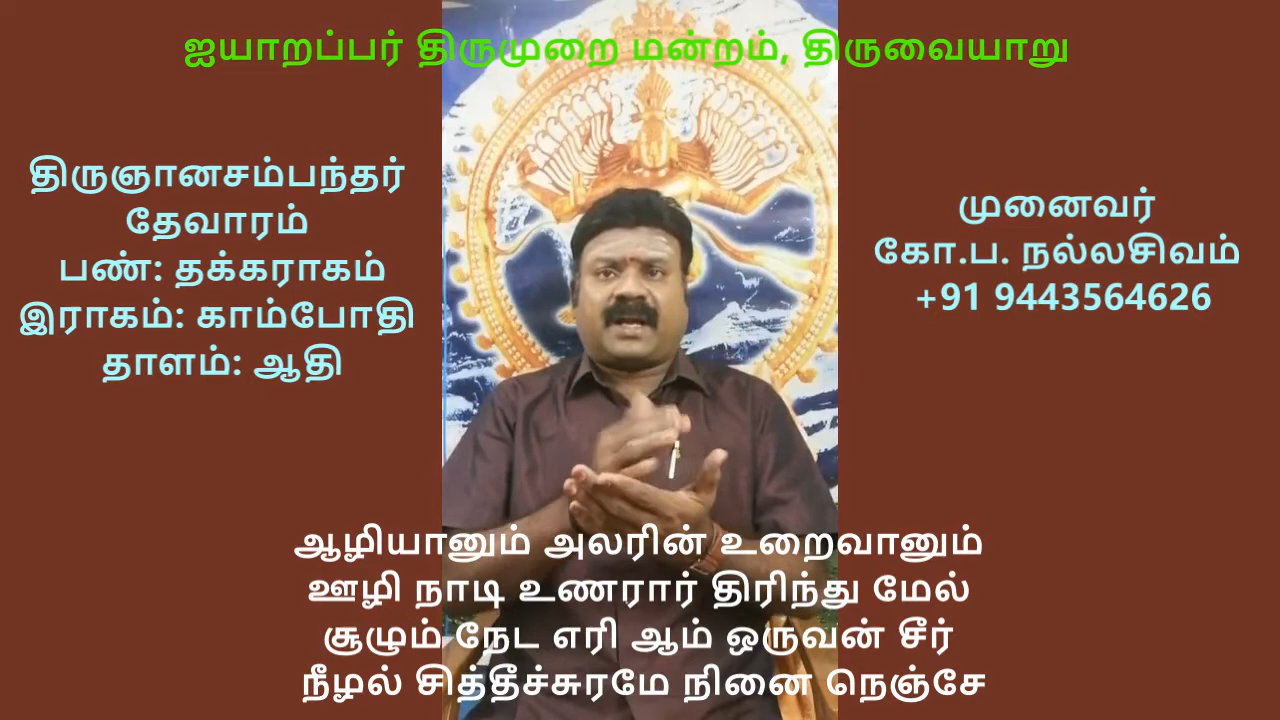 ஐயாறப்பர் திருமுறை மன்றம், திருவையாறு
திருஞானசம்பந்தர்
தேவாரம்
பண்: தக்கராகம்
இராகம்: காம்போதி
தாளம்: ஆதி
முனைவர்
கோ.ப. நல்லசிவம்
+91 9443564626
ஆழியானும் அலரின் உறைவானும்
ஊழி நாடி உணரார் திரிந்து மேல்
சூழும் நேட எரி ஆம் ஒருவன் சீர்
நீழல் சித்தீச்சுரமே நினை நெஞ்சே